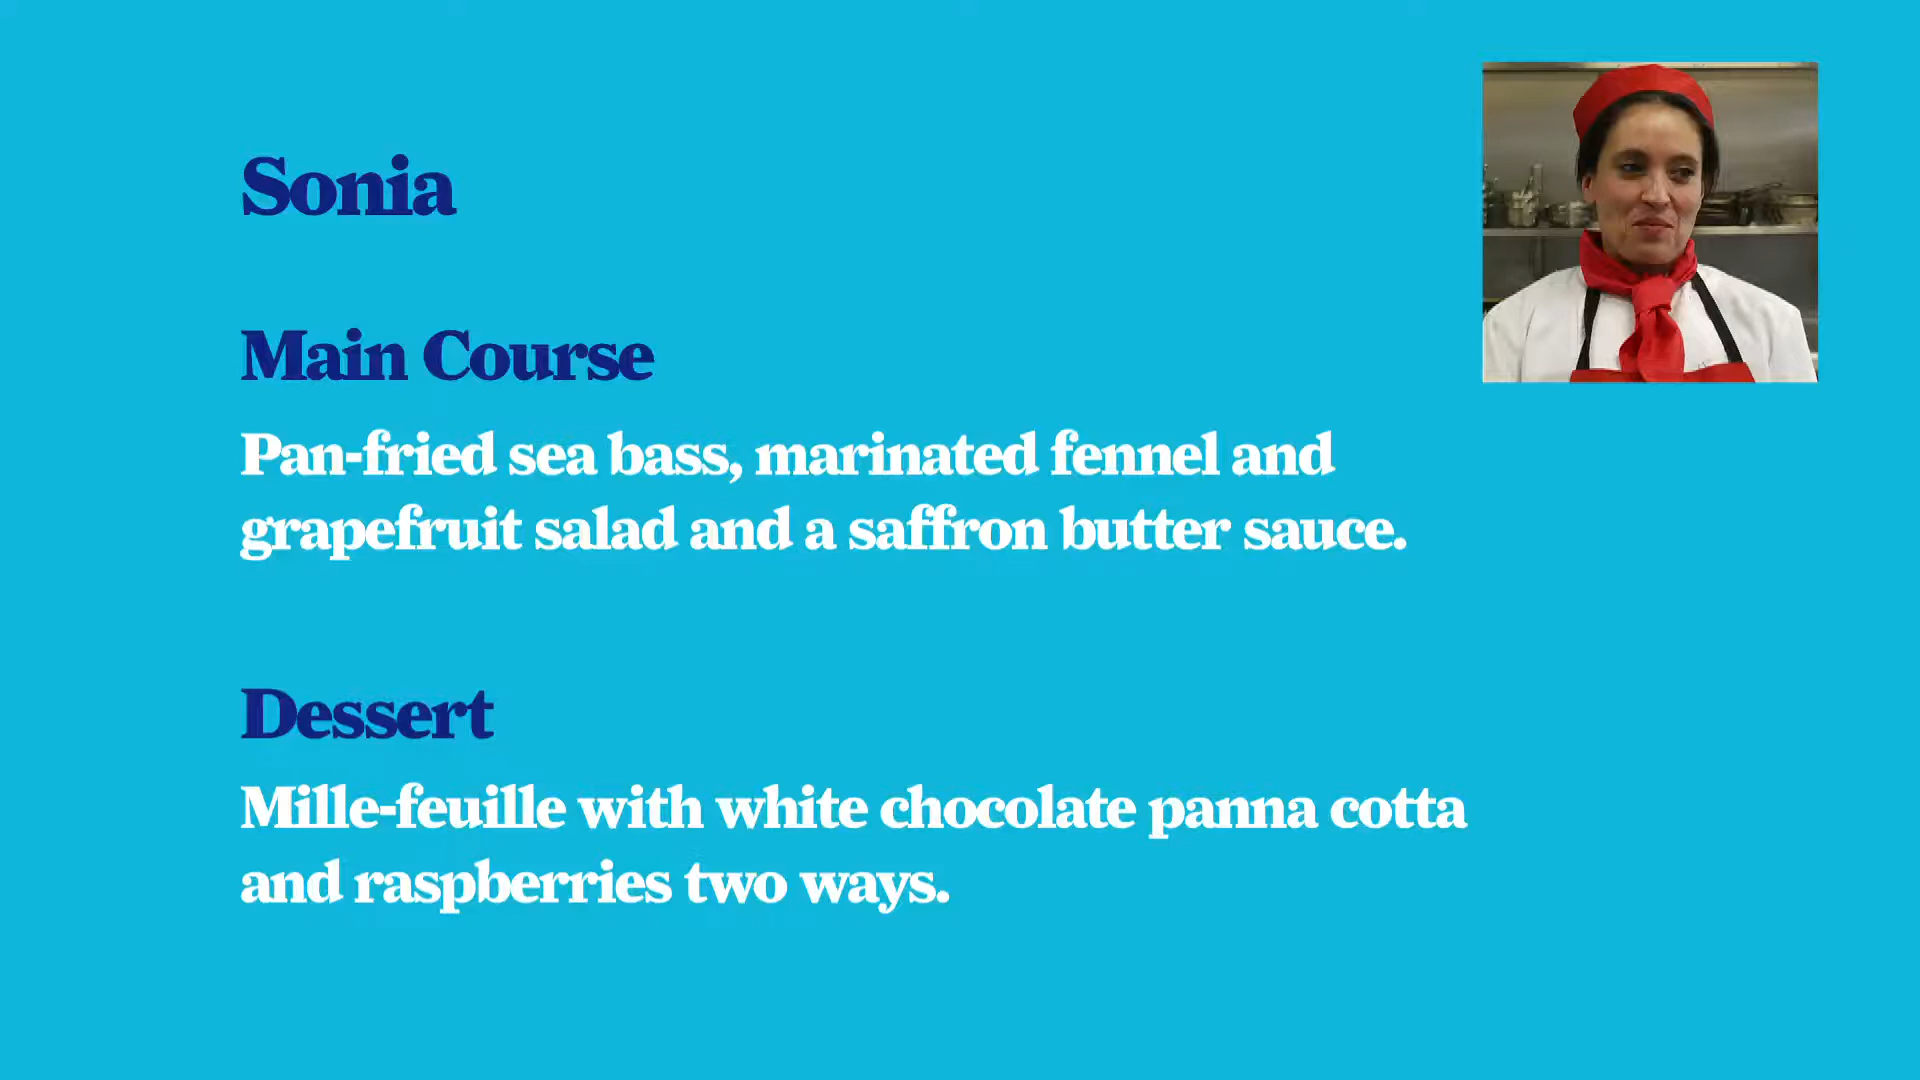 Sonia
Main Course
Pan-fried sea bass, marinated fennel and
grapefruit salad and a saffron butter sauce.
Dessert
Mille-feuille with white chocolate panna cotta
and raspberries two ways.